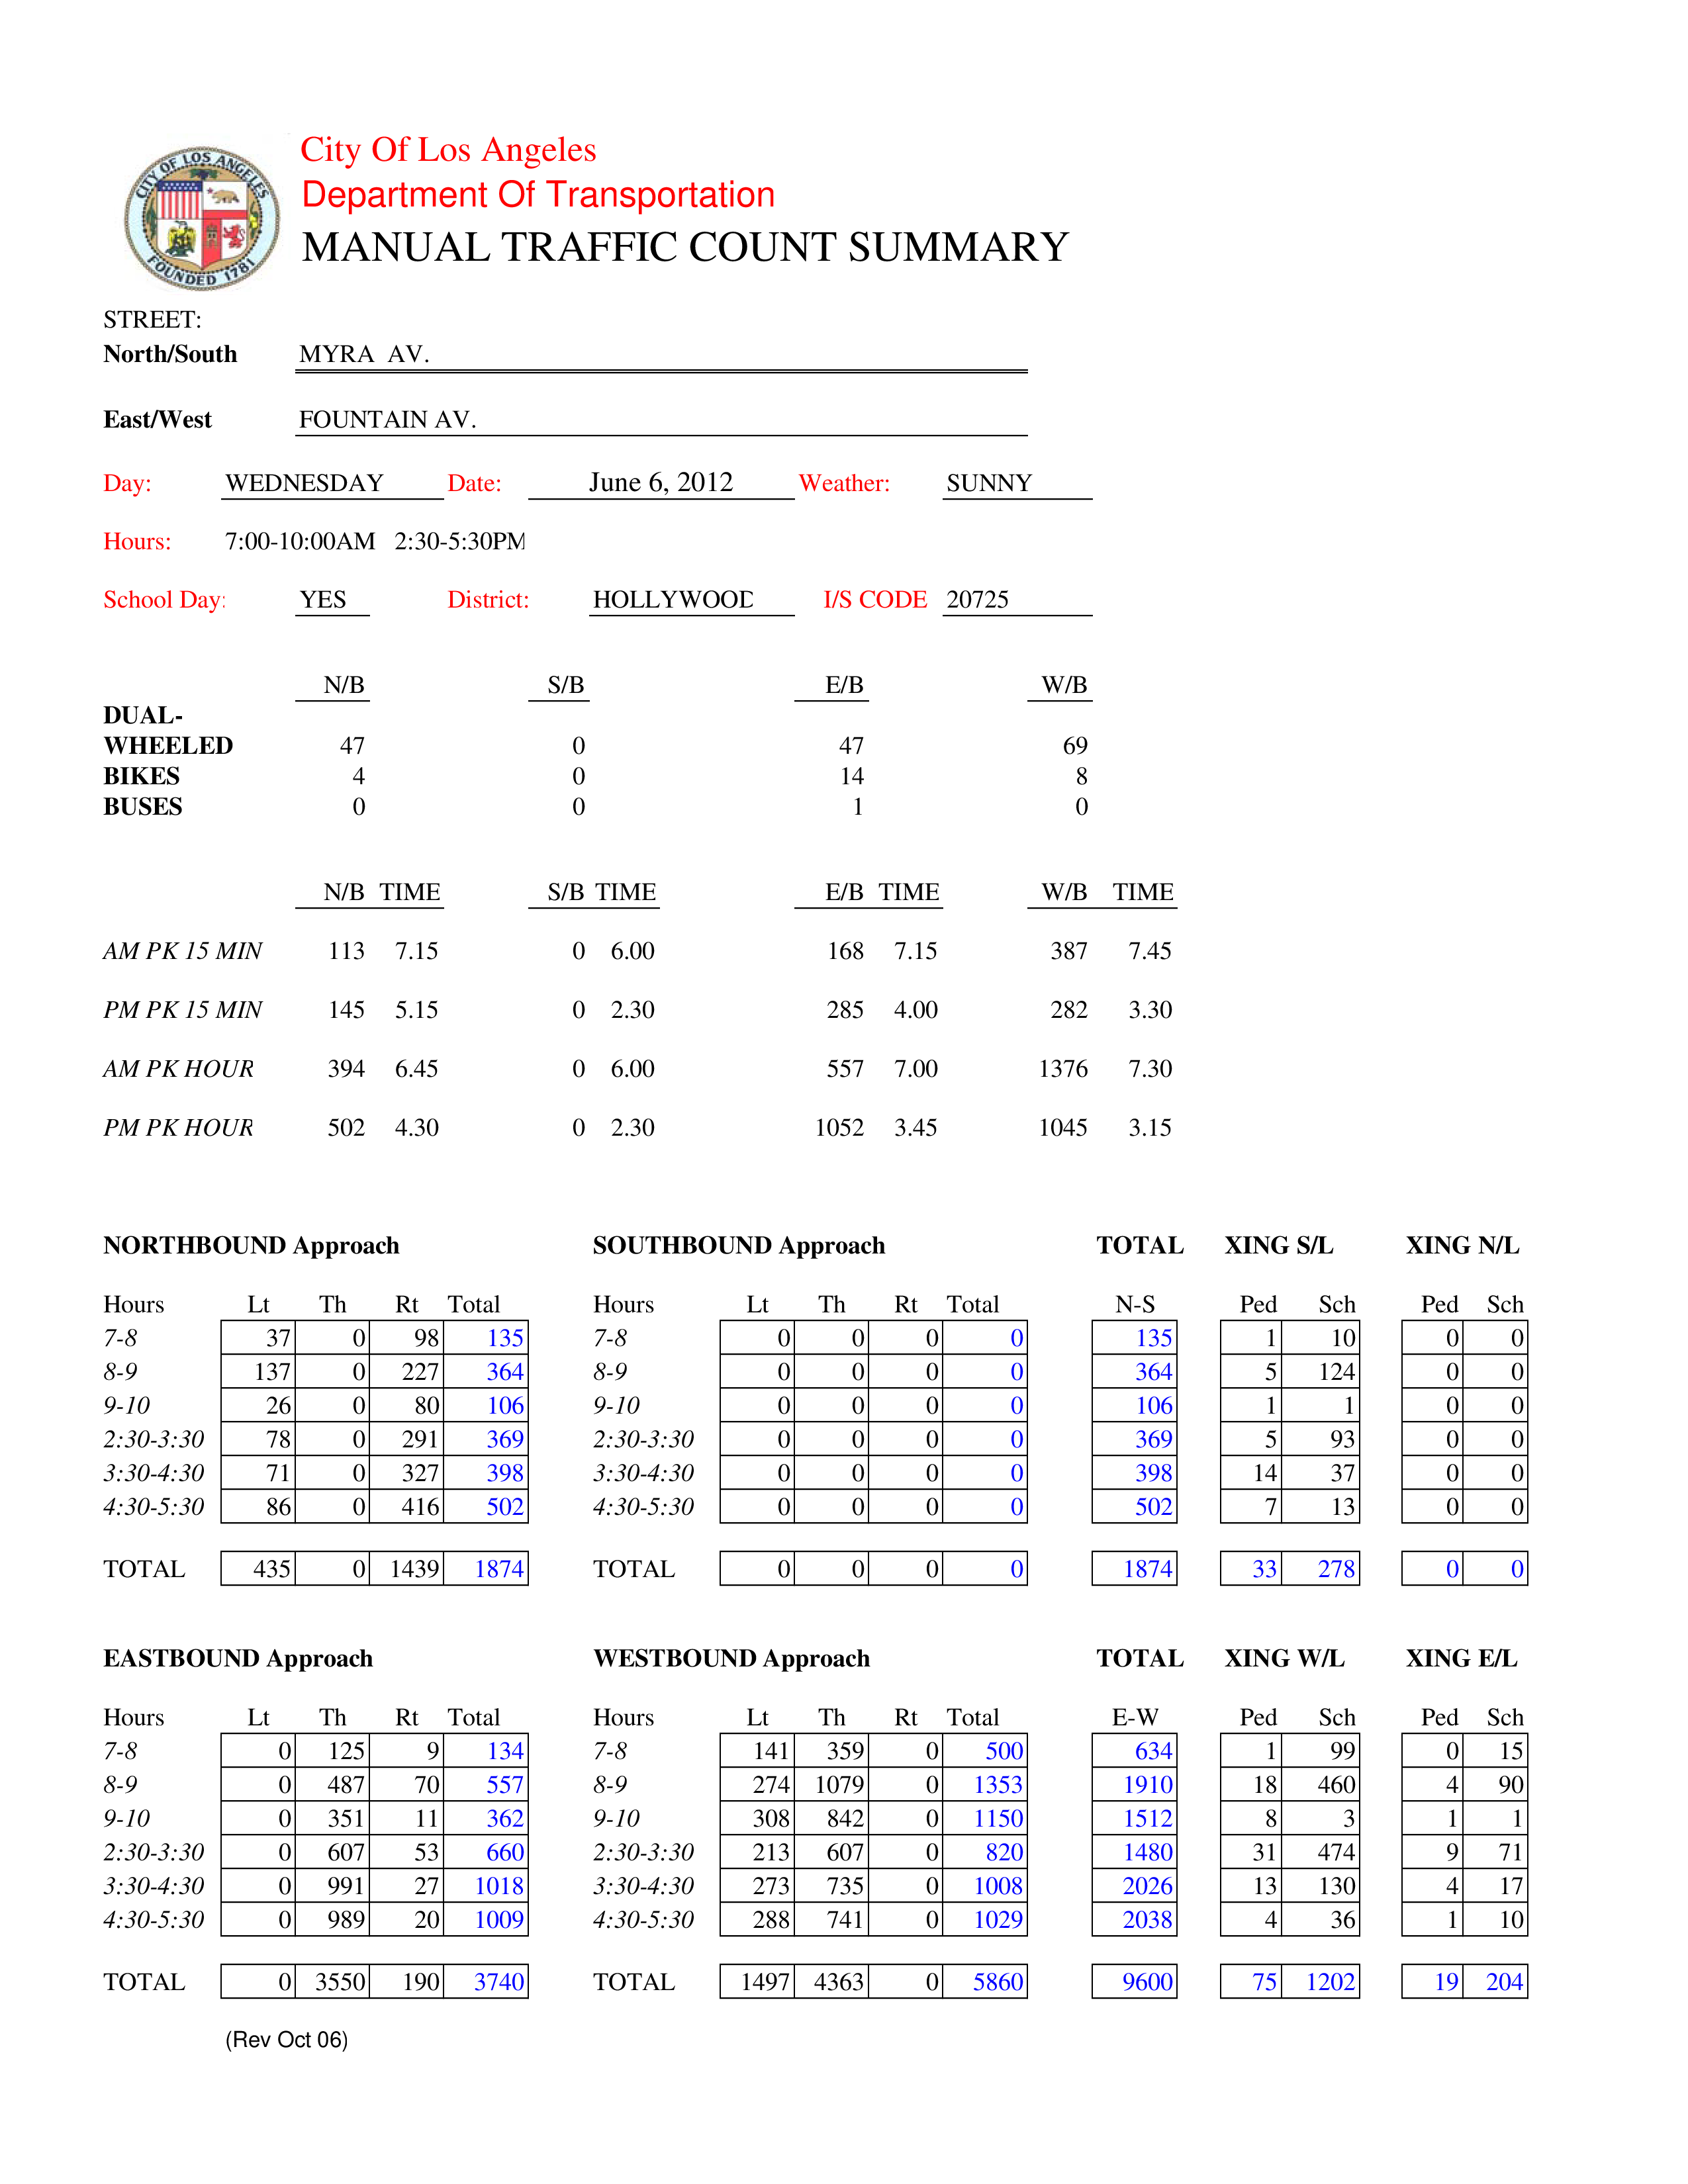 CITY OF LOS ANGELES
FOUNDED 1781
City Of Los Angeles
Department Of Transportation
MANUAL TRAFFIC COUNT SUMMARY
STREET:
North/South MYRA AV.
East/West FOUNTAIN AV.
Day: WEDNESDAY Date: June 6, 2012 Weather: SUNNY
Hours: 7:00-10:00AM 2:30-5:30PM
School Day: YES District: HOLLYWOOD I/S CODE 20725
N/B S/B E/B W/B
DUAL-
WHEELED 47 0 47 69
BIKES 4 0 14 8
BUSES 0 0 1 0
N/B TIME S/B TIME E/B TIME W/B TIME
AM PK 15 MIN 113 7.15 0 6.00 168 7.15 387 7.45
PM PK 15 MIN 145 5.15 0 2.30 285 4.00 282 3.30
AM PK HOUR 394 6.45 0 6.00 557 7.00 1376 7.30
PM PK HOUR 502 4.30 0 2.30 1052 3.45 1045 3.15
NORTHBOUND Approach SOUTHBOUND Approach TOTAL XING S/L XING N/L
Hours Lt Th Rt Total Hours Lt Th Rt Total N-S Ped Sch Ped Sch
7-8 37 0 98 135 7-8 0 0 0 0 135 1 10 0 0
8-9 137 0 227 364 8-9 0 0 0 0 364 5 124 0 0
9-10 26 0 80 106 9-10 0 0 0 0 106 1 1 0 0
2:30-3:30 78 0 291 369 2:30-3:30 0 0 0 0 369 5 93 0 0
3:30-4:30 71 0 327 398 3:30-4:30 0 0 0 0 398 14 37 0 0
4:30-5:30 86 0 416 502 4:30-5:30 0 0 0 0 502 7 13 0 0
TOTAL 435 0 1439 1874 TOTAL 0 0 0 0 1874 33 278 0 0
EASTBOUND Approach WESTBOUND Approach TOTAL XING W/L XING E/L
Hours Lt Th Rt Total Hours Lt Th Rt Total E-W Ped Sch Ped Sch
7-8 0 125 9 134 7-8 141 359 0 500 634 1 99 0 15
8-9 0 487 70 557 8-9 274 1079 0 1353 1910 18 460 4 90
9-10 0 351 11 362 9-10 308 842 0 1150 1512 8 3 1 1
2:30-3:30 0 607 53 660 2:30-3:30 213 607 0 820 1480 31 474 9 71
3:30-4:30 0 991 27 1018 3:30-4:30 273 735 0 1008 2026 13 130 4 17
4:30-5:30 0 989 20 1009 4:30-5:30 288 741 0 1029 2038 4 36 1 10
TOTAL 0 3550 190 3740 TOTAL 1497 4363 0 5860 9600 75 1202 19 204
(Rev Oct 06)